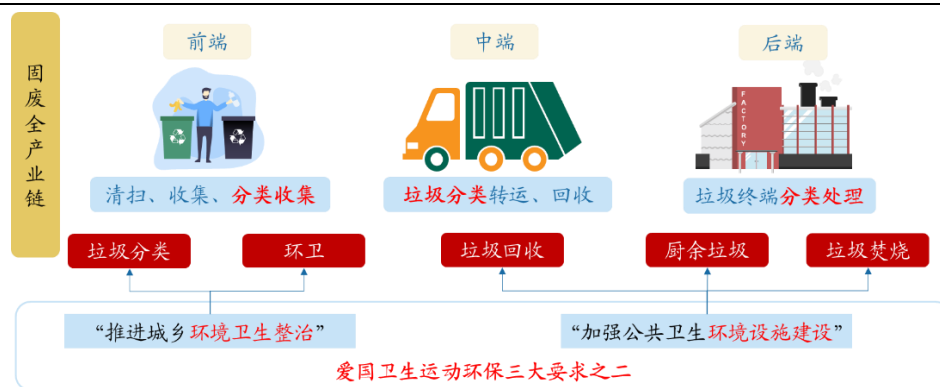 固废全产业链
前端
中端
后端
FACTORY
清扫、收集、分类收集
垃圾分类转运、回收
垃圾终端分类处理
垃圾分类
环卫
垃圾回收
厨余垃圾
垃圾焚烧
“推进城乡环境卫生整治”
“加强公共卫生环境设施建设”
爱国卫生运动环保三大要求之二